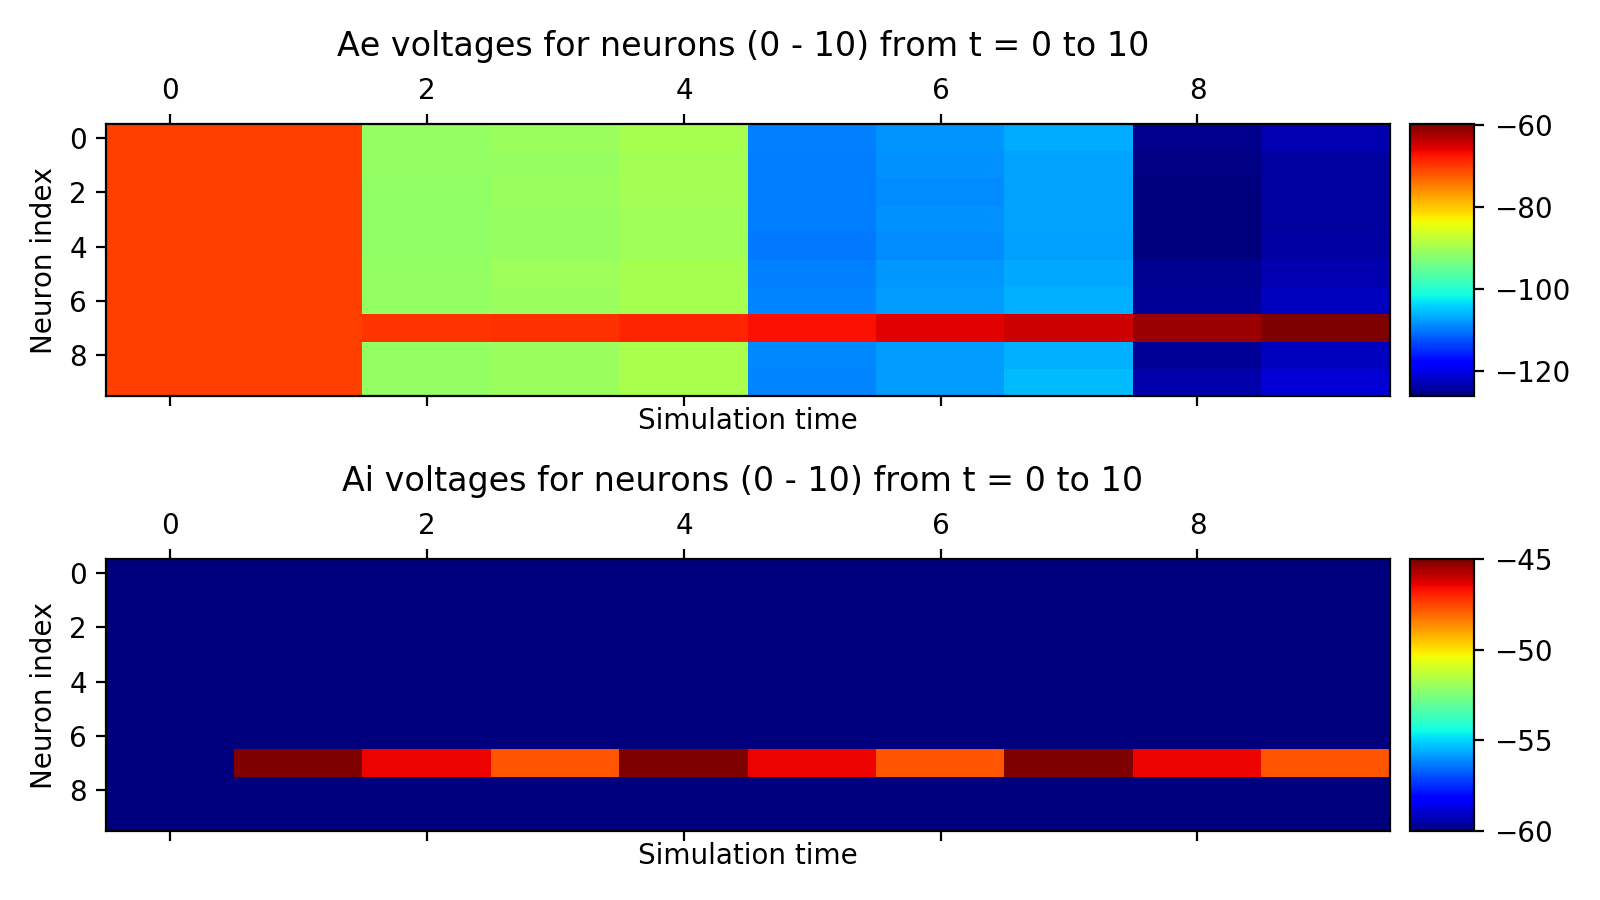 Ae voltages for neurons (0 - 10) from t = 0 to 10
0 2 4 6 8
Neuron index
0
2
4
6
8
Simulation time
−60
−80
−100
−120
Ai voltages for neurons (0 - 10) from t = 0 to 10
0 2 4 6 8
Neuron index
0
2
4
6
8
Simulation time
−45
−50
−55
−60